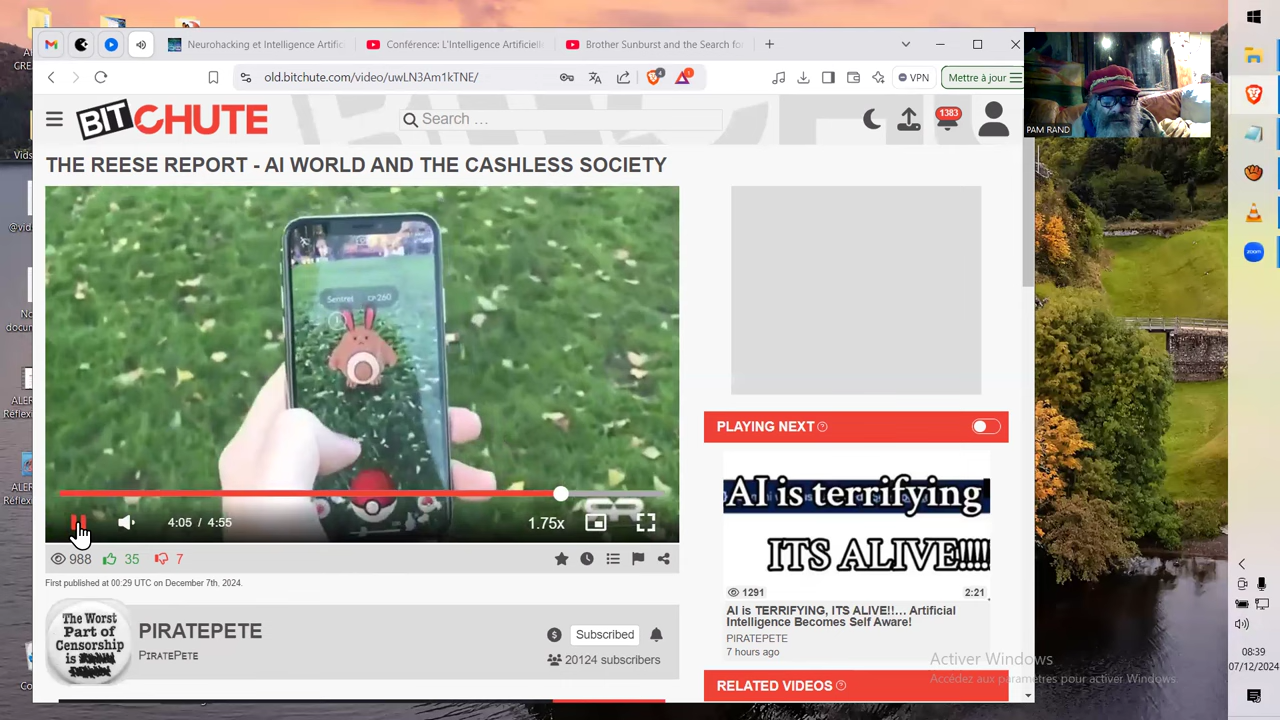 Neurohacking et Intelligence Artific
Conférence: L'Intelligence Artificiell
Brother Sunburst and the Search fo
old.bitchute.com/video/uwLN3Am1kTNE/
4
1
VPN
Mettre à jour
BITCHUTE
Search …
1383
PAM RAND
THE REESE REPORT - AI WORLD AND THE CASHLESS SOCIETY
Sentret CP260
4:05 / 4:55
1.75x
988 35 7
First published at 00:29 UTC on December 7th, 2024.
The Worst
Part of
Censorship
is
PIRATEPETE
PIRATEPETE
Subscribed
20124 subscribers
PLAYING NEXT
AI is terrifying
ITS ALIVE!!!!
1291
2:21
AI is TERRIFYING, ITS ALIVE!!… Artificial
Intelligence Becomes Self Aware!
PIRATEPETE
7 hours ago
RELATED VIDEOS
Activer Windows
Accédez aux paramètres pour activer Windows.
zoom
08:39
07/12/2024